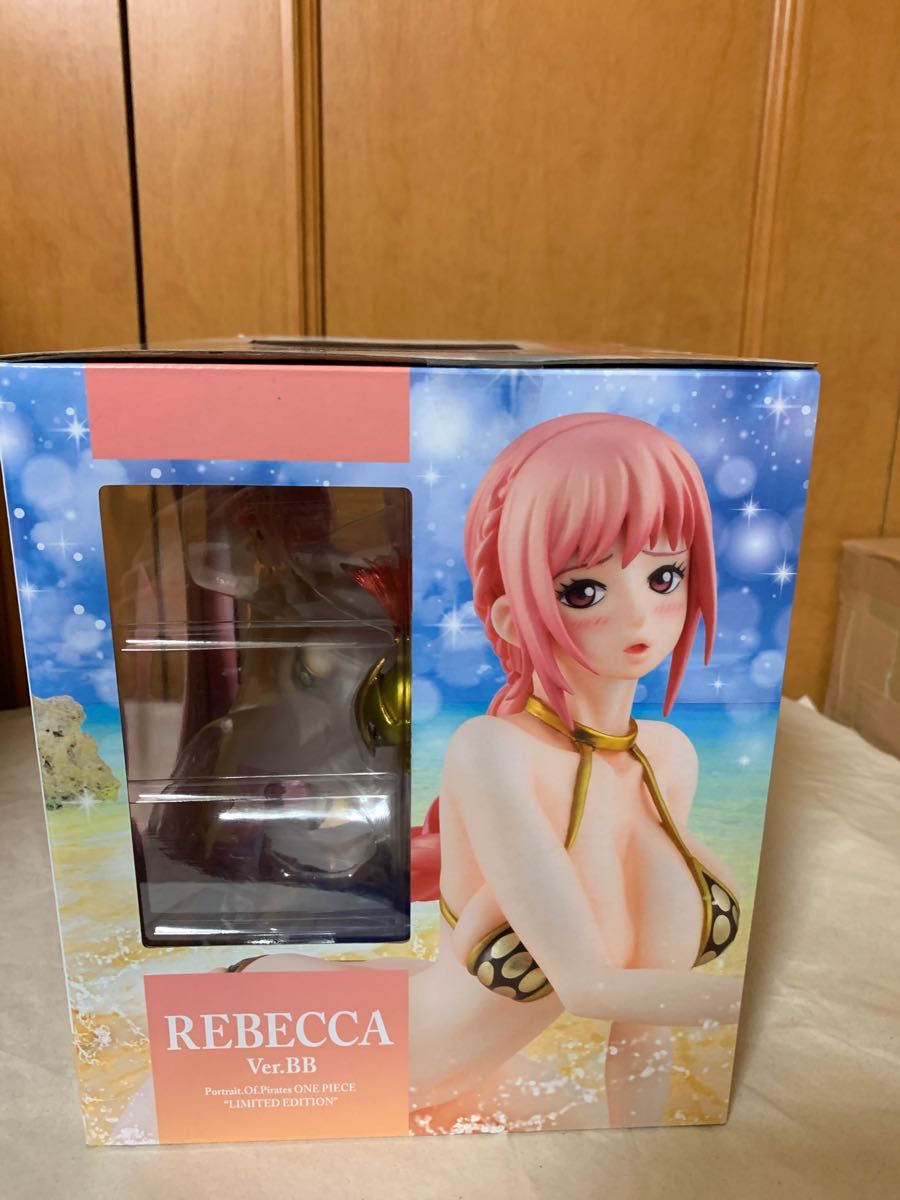 REBECCA
Ver.BB
Portrait.Of.Pirates ONE PIECE
"LIMITED EDITION"